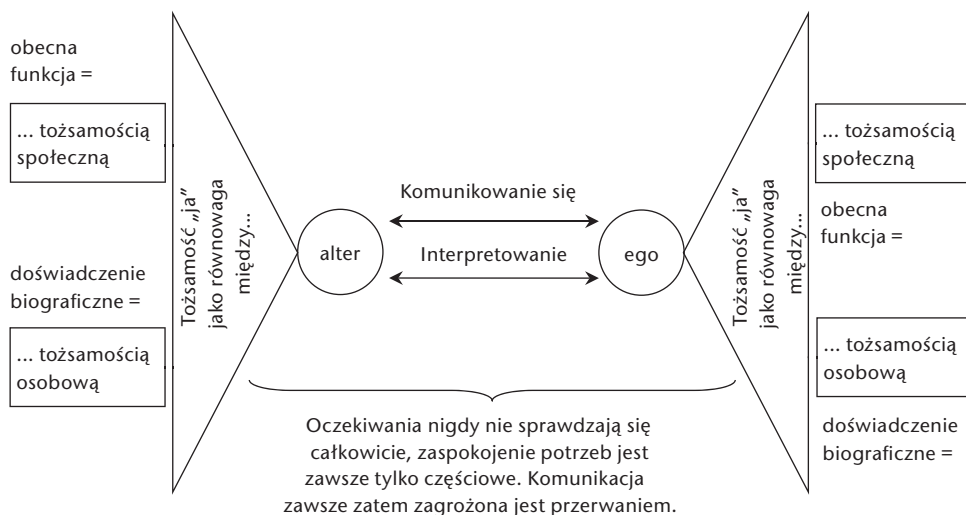 obecna
funkcja =
... tożsamością
społeczną
doświadczenie
biograficzne =
... tożsamością
osobową
Tożsamość „ja”
jako równowaga
między...
alter
Komunikowanie się
Interpretowanie
ego
Tożsamość „ja”
jako równowaga
między...
... tożsamością
społeczną
obecna
funkcja =
... tożsamością
osobową
doświadczenie
biograficzne =
Oczekiwania nigdy nie sprawdzają się
całkowicie, zaspokojenie potrzeb jest
zawsze tylko częściowe. Komunikacja
zawsze zatem zagrożona jest przerwaniem.